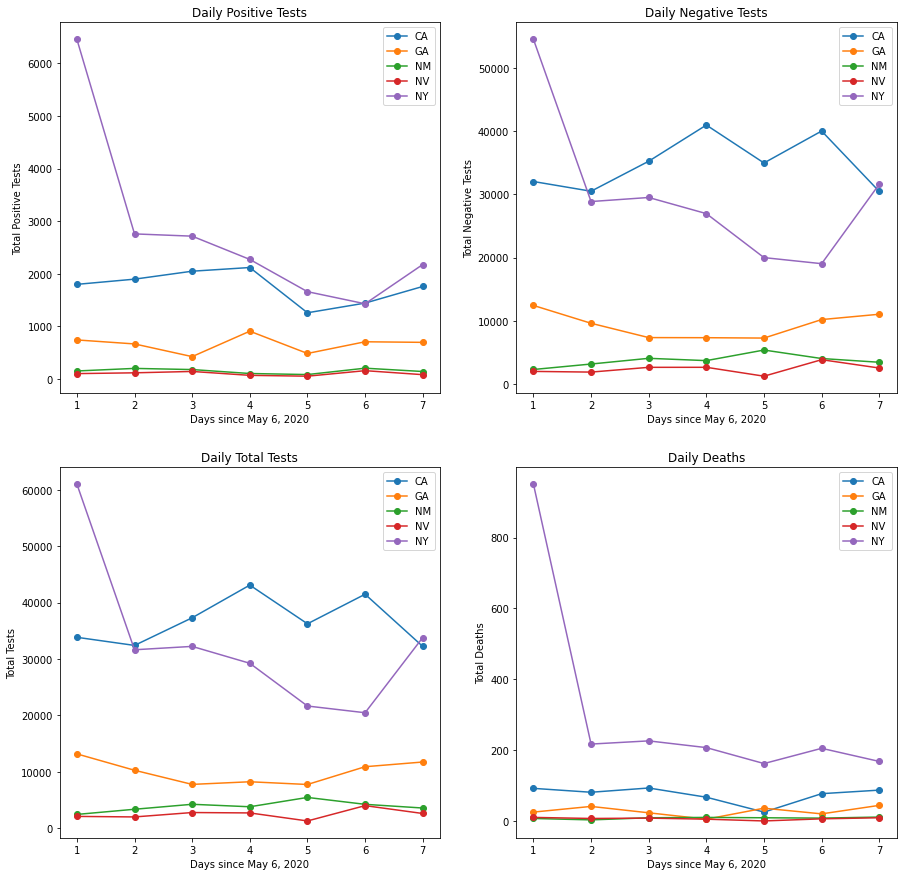 Daily Positive Tests
Total Positive Tests
6000
5000
4000
3000
2000
1000
0
1 2 3 4 5 6 7
Days since May 6, 2020
CA
GA
NM
NV
NY
Daily Negative Tests
Total Negative Tests
50000
40000
30000
20000
10000
0
1 2 3 4 5 6 7
Days since May 6, 2020
CA
GA
NM
NV
NY
Daily Total Tests
Total Tests
60000
50000
40000
30000
20000
10000
0
1 2 3 4 5 6 7
Days since May 6, 2020
CA
GA
NM
NV
NY
Daily Deaths
Total Deaths
800
600
400
200
0
1 2 3 4 5 6 7
Days since May 6, 2020
CA
GA
NM
NV
NY